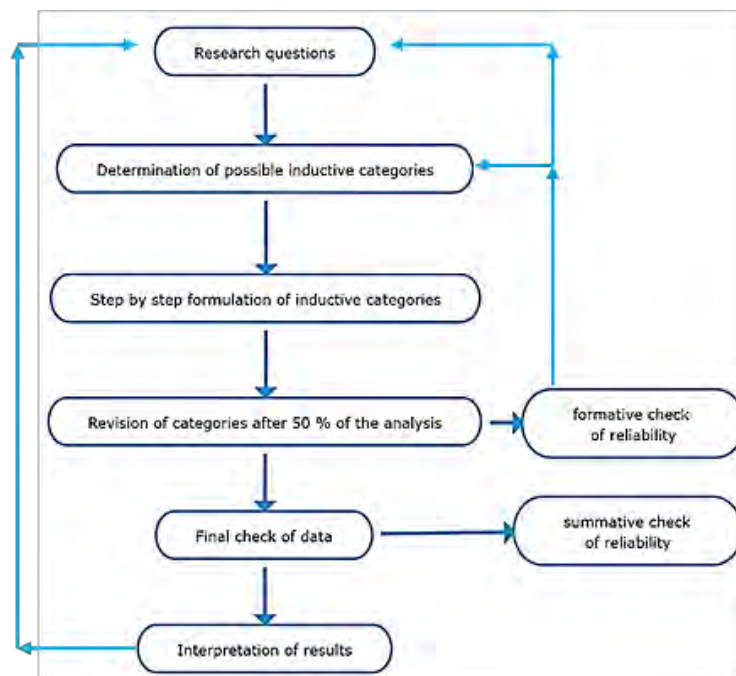 Research questions
Determination of possible inductive categories
Step by step formulation of inductive categories
Revision of categories after 50 % of the analysis
formative check
of reliability
Final check of data
summative check
of reliability
Interpretation of results